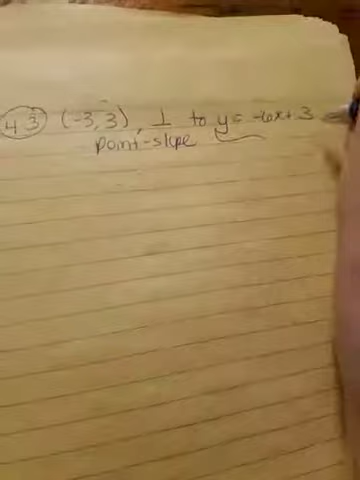 43 (-3, 3), ⊥ to y = -6x + 3
point-slope